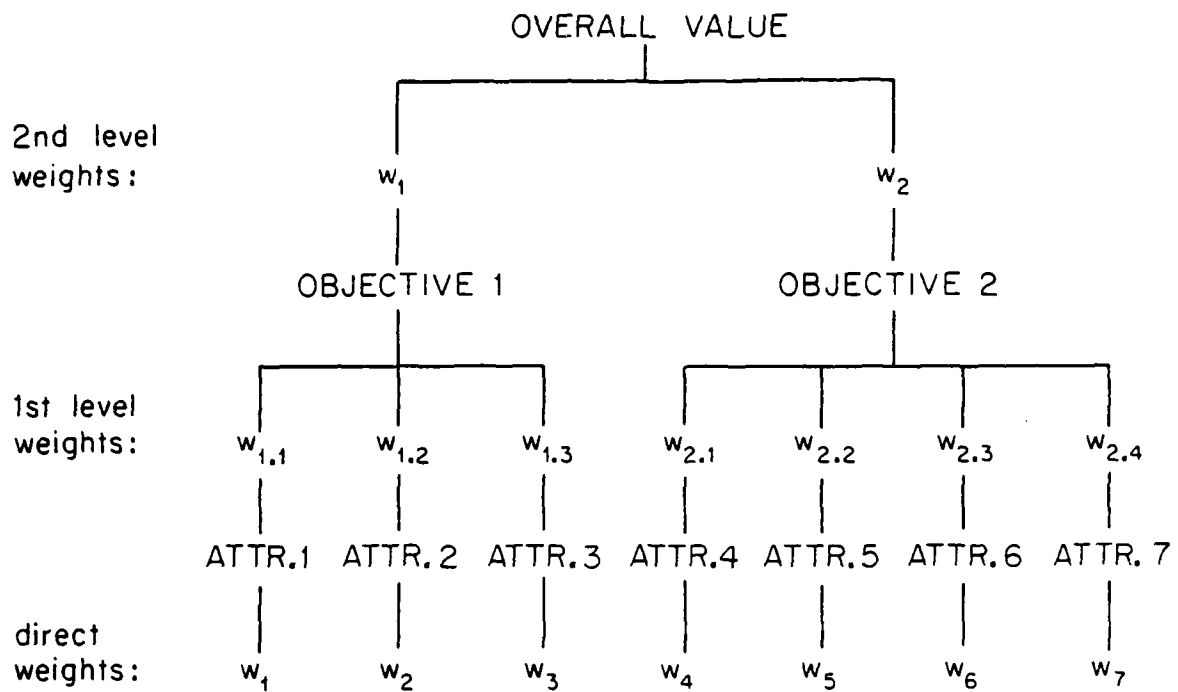 OVERALL VALUE
2nd level
weights:
w₁ w₂
OBJECTIVE 1 OBJECTIVE 2
1st level
weights:
w₁.₁ w₁.₂ w₁.₃ w₂.₁ w₂.₂ w₂.₃ w₂.₄
ATTR.1 ATTR.2 ATTR.3 ATTR.4 ATTR.5 ATTR.6 ATTR.7
direct
weights:
w₁ w₂ w₃ w₄ w₅ w₆ w₇